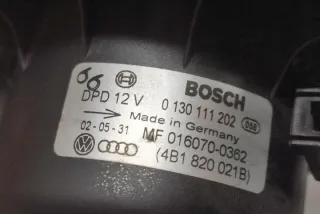 66
BOSCH
DPD 12 V 0 130 111 202
Made in Germany
02-05-31 MF 016070-0362
(4B1 820 021B)